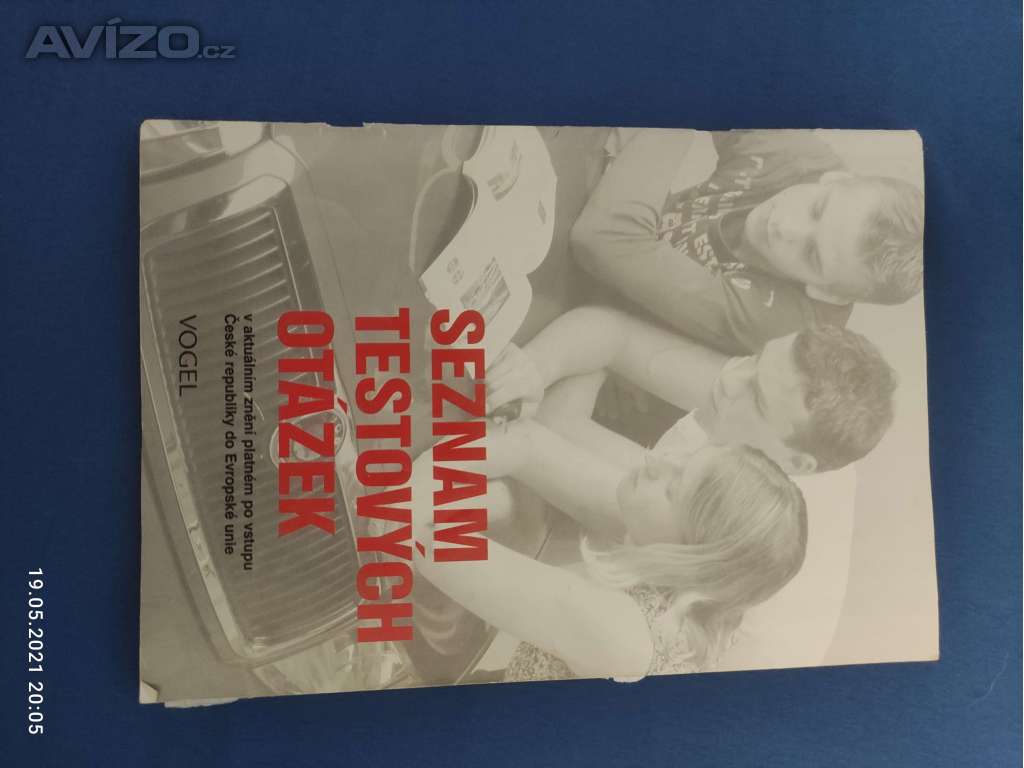 AVÍZO.cz
SEZNAM
TESTOVÝCH
OTÁZEK
v aktuálním znění platném po vstupu
České republiky do Evropské unie
VOGEL
19.05.2021 20:05